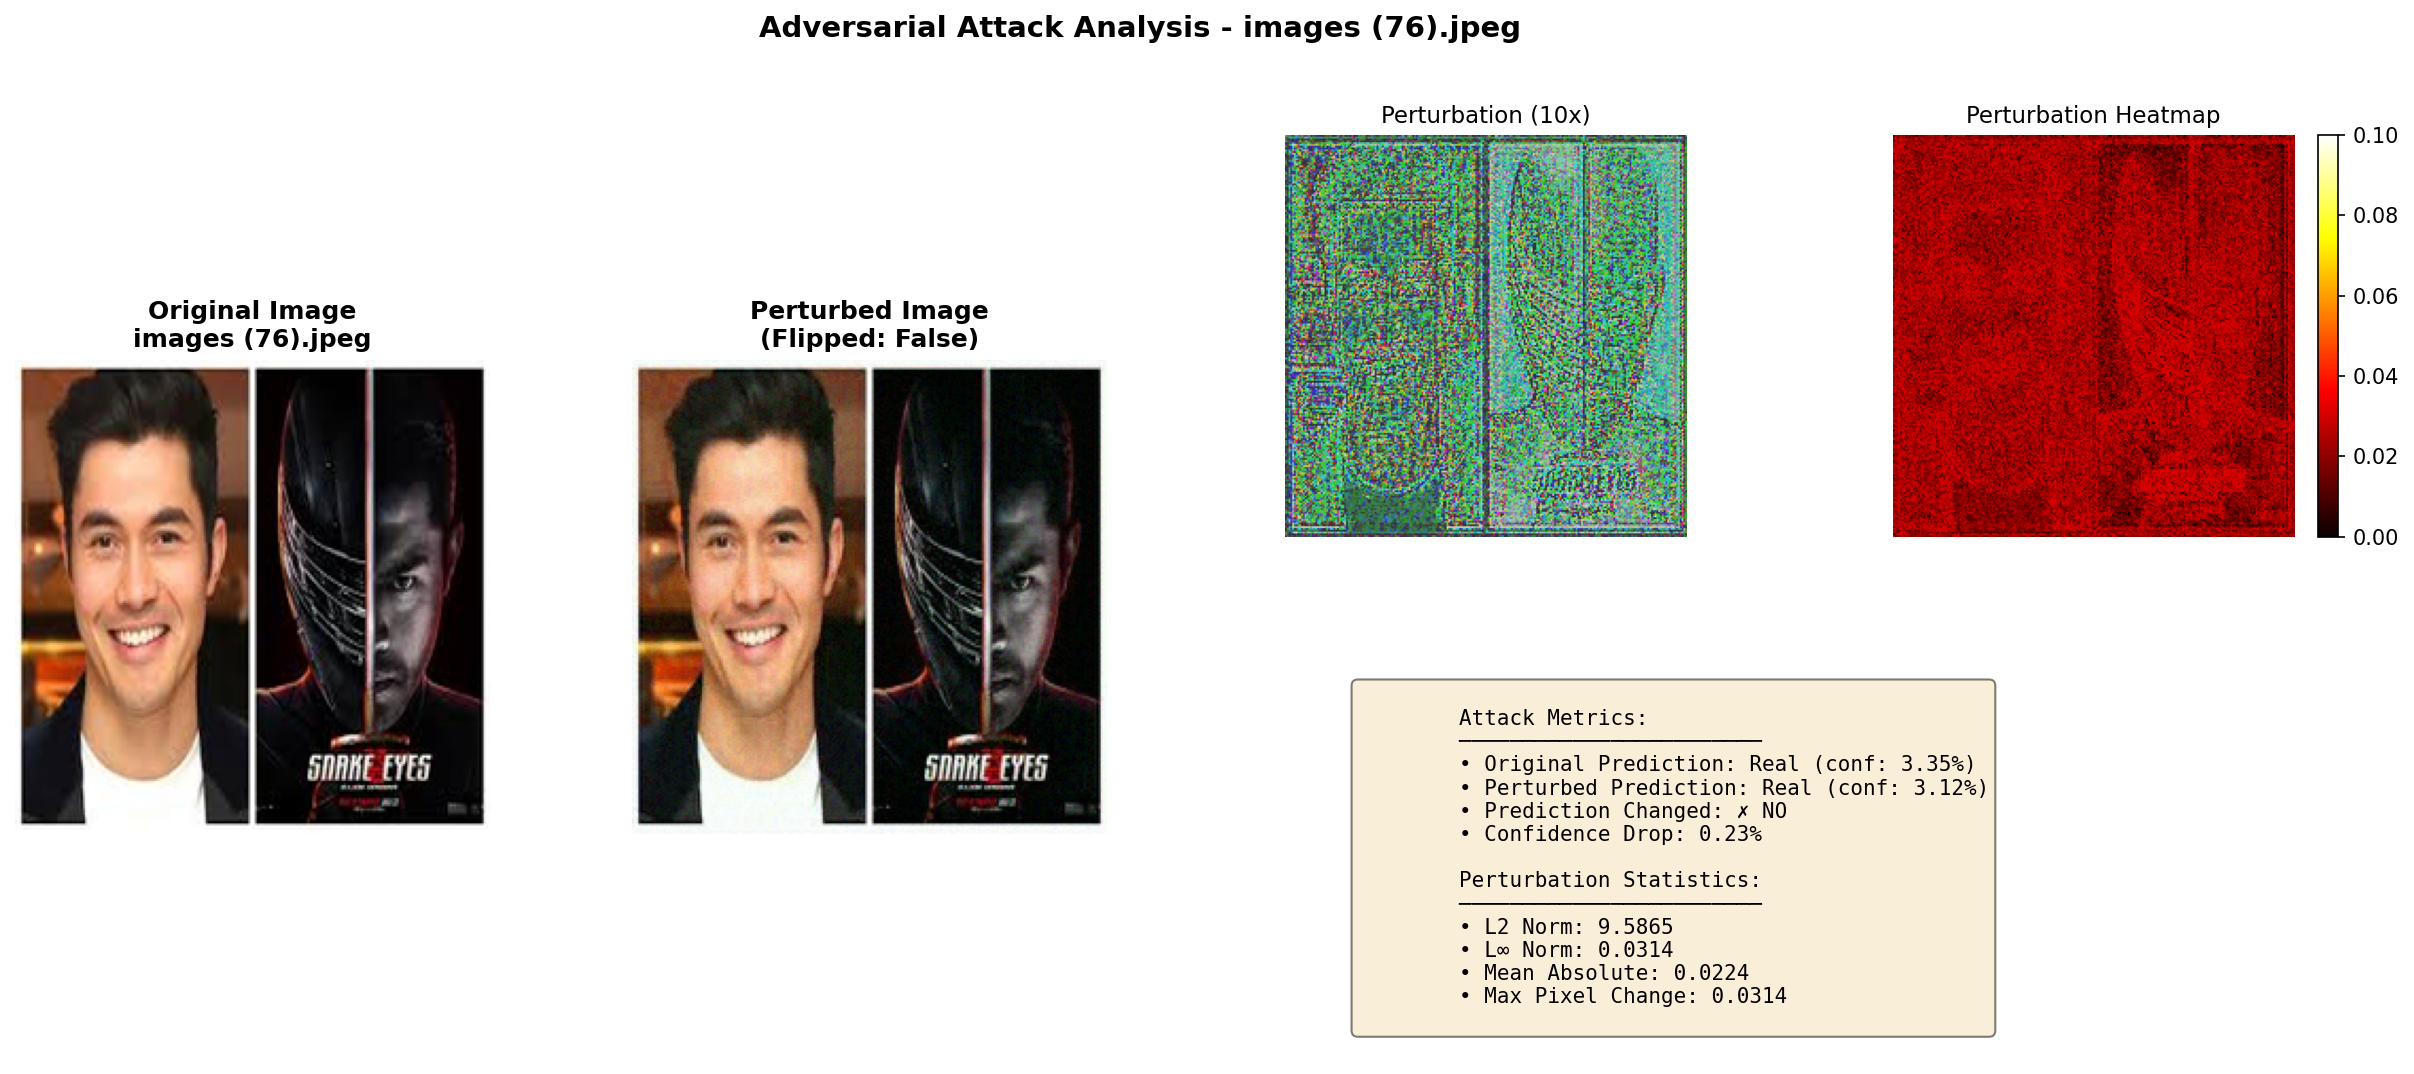 Adversarial Attack Analysis - images (76).jpeg
Original Image
images (76).jpeg
SNAKE EYES
Perturbed Image
(Flipped: False)
SNAKE EYES
Perturbation (10x)
Perturbation Heatmap
0.10
0.08
0.06
0.04
0.02
0.00
Attack Metrics:
• Original Prediction: Real (conf: 3.35%)
• Perturbed Prediction: Real (conf: 3.12%)
• Prediction Changed: ✗ NO
• Confidence Drop: 0.23%
Perturbation Statistics:
• L2 Norm: 9.5865
• L∞ Norm: 0.0314
• Mean Absolute: 0.0224
• Max Pixel Change: 0.0314